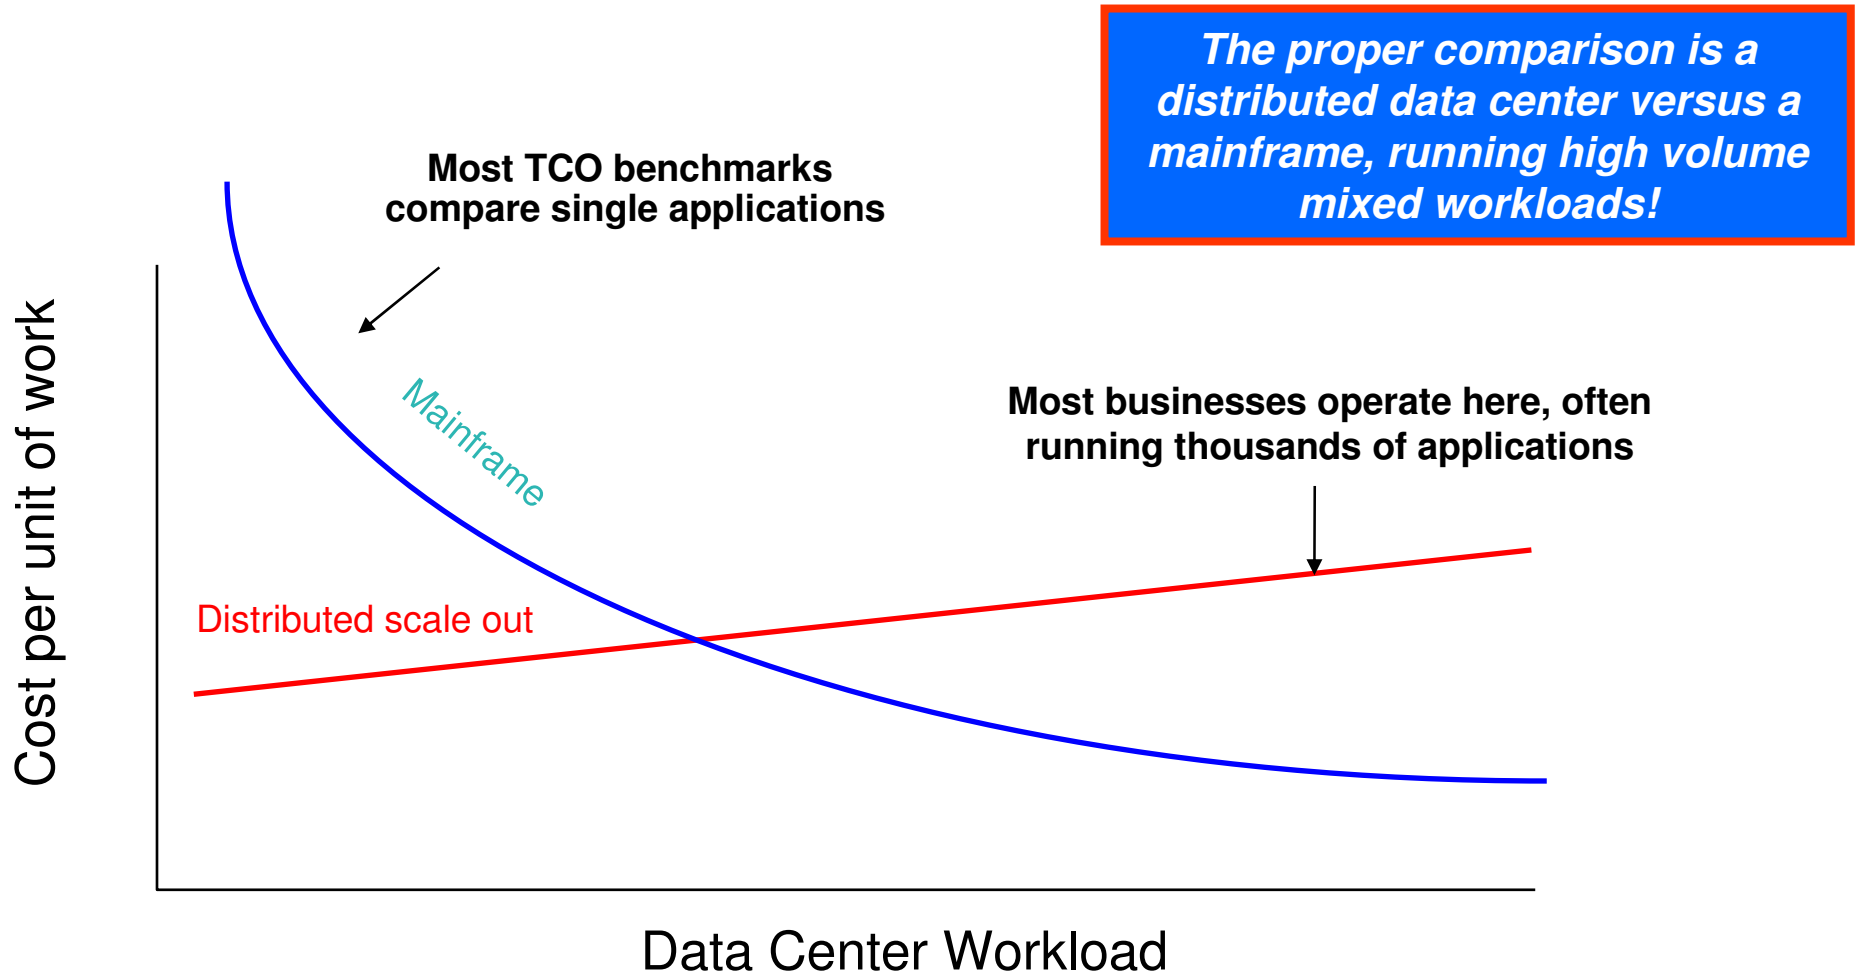 The proper comparison is a
distributed data center versus a
mainframe, running high volume
mixed workloads!
Most TCO benchmarks
compare single applications
Cost per unit of work
Mainframe
Most businesses operate here, often
running thousands of applications
Distributed scale out
Data Center Workload